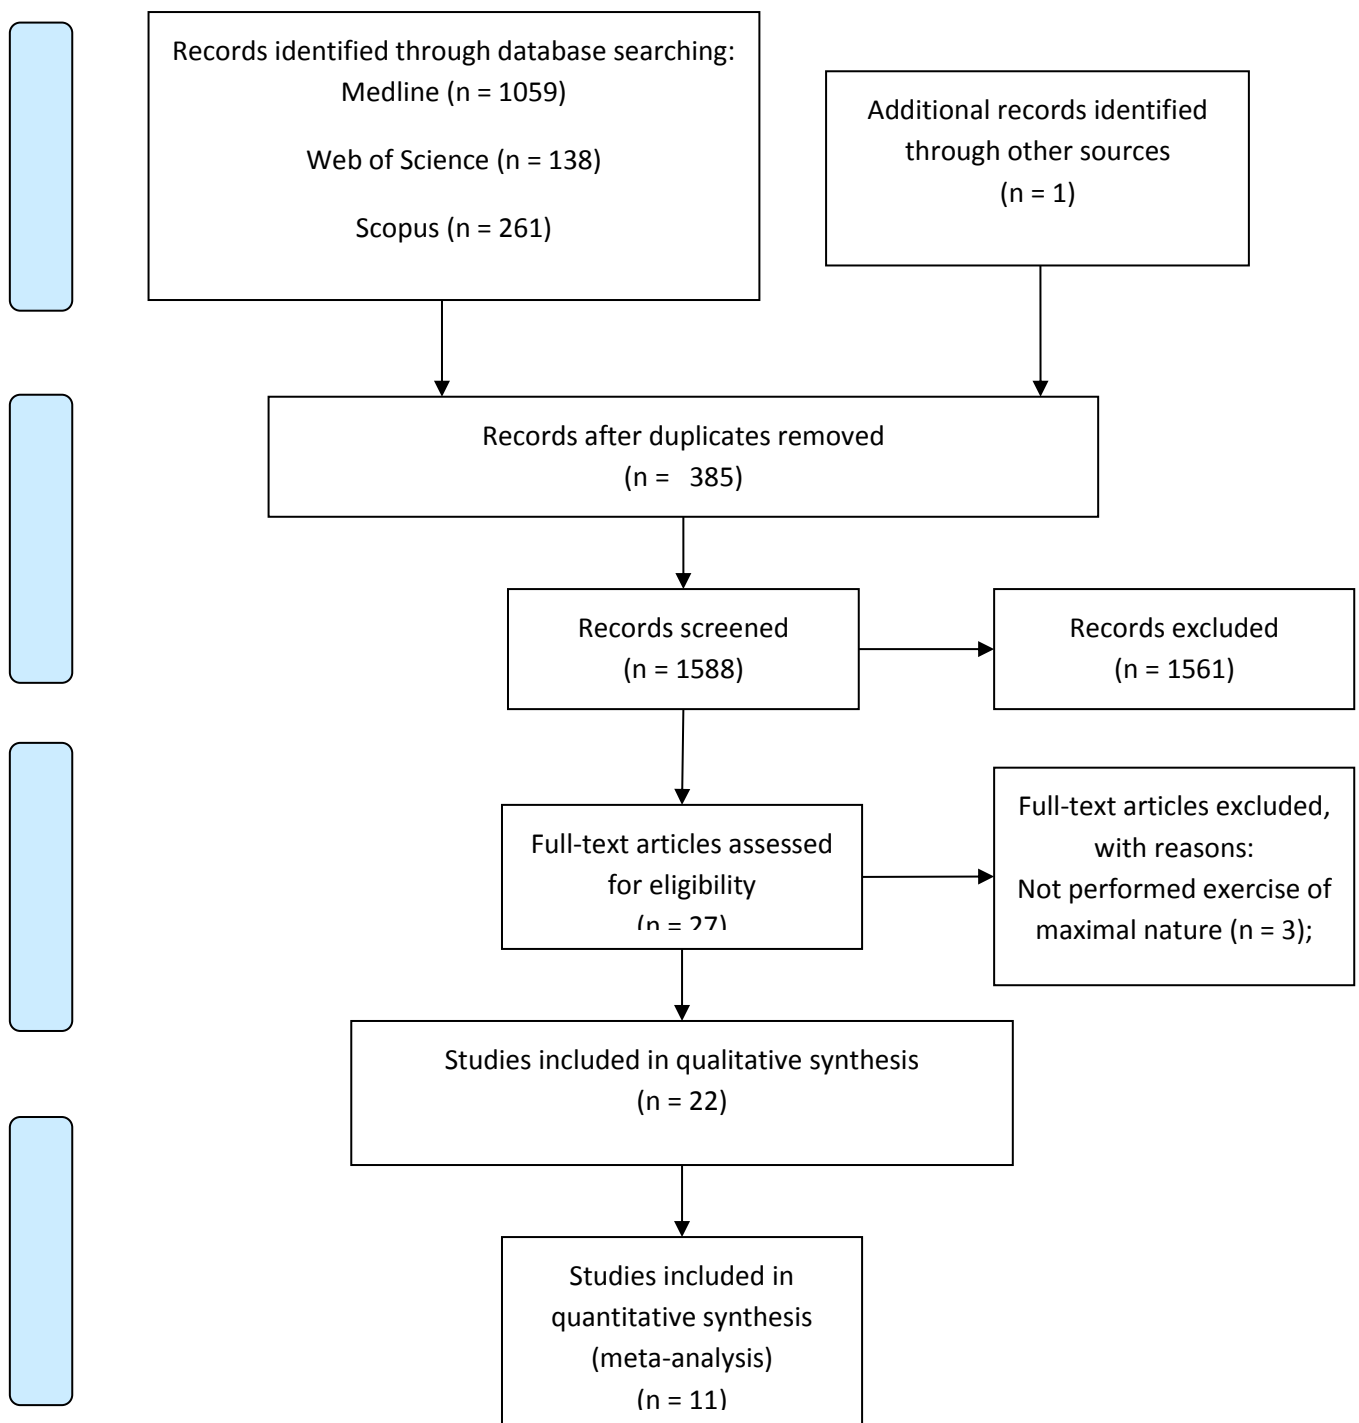 Records identified through database searching:
Medline (n = 1059)
Web of Science (n = 138)
Scopus (n = 261)
Additional records identified
through other sources
(n = 1)
Records after duplicates removed
(n =   385)
Records screened
(n = 1588)
Records excluded
(n = 1561)
Full-text articles assessed
for eligibility
(n = 27)
Full-text articles excluded,
with reasons:
Not performed exercise of
maximal nature (n = 3);
Studies included in qualitative synthesis
(n = 22)
Studies included in
quantitative synthesis
(meta-analysis)
(n = 11)